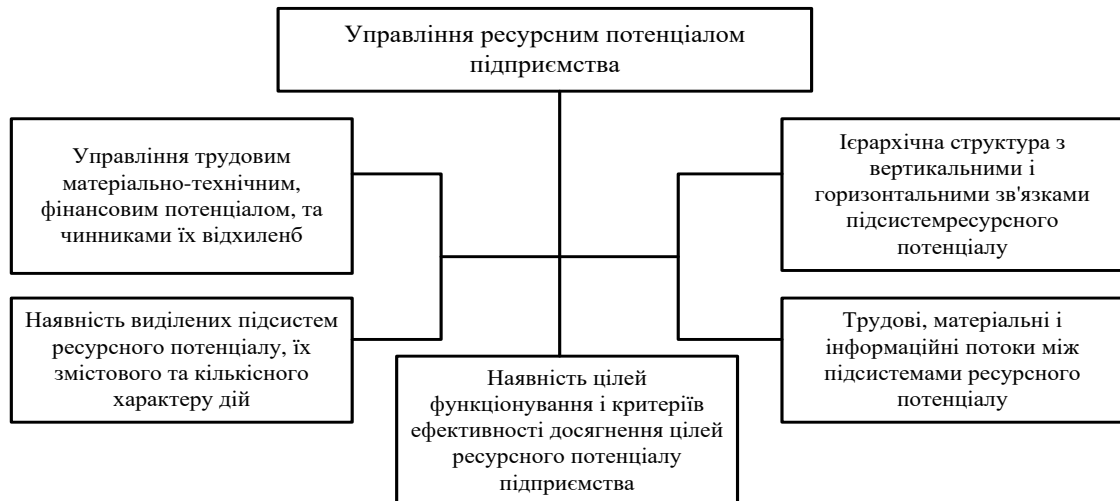 Управління ресурсним потенціалом
підприємства
Управління трудовим
матеріально-технічним,
фінансовим потенціалом, та
чинниками їх відхиленб
Ієрархічна структура з
вертикальними і
горизонтальними зв'язками
підсистемресурсного
потенціалу
Наявність виділених підсистем
ресурсного потенціалу, їх
змістового та кількісного
характеру дій
Наявність цілей
функціонування і критеріїв
ефективності досягнення цілей
ресурсного потенціалу
підприємства
Трудові, матеріальні і
інформаційні потоки між
підсистемами ресурсного
потенціалу